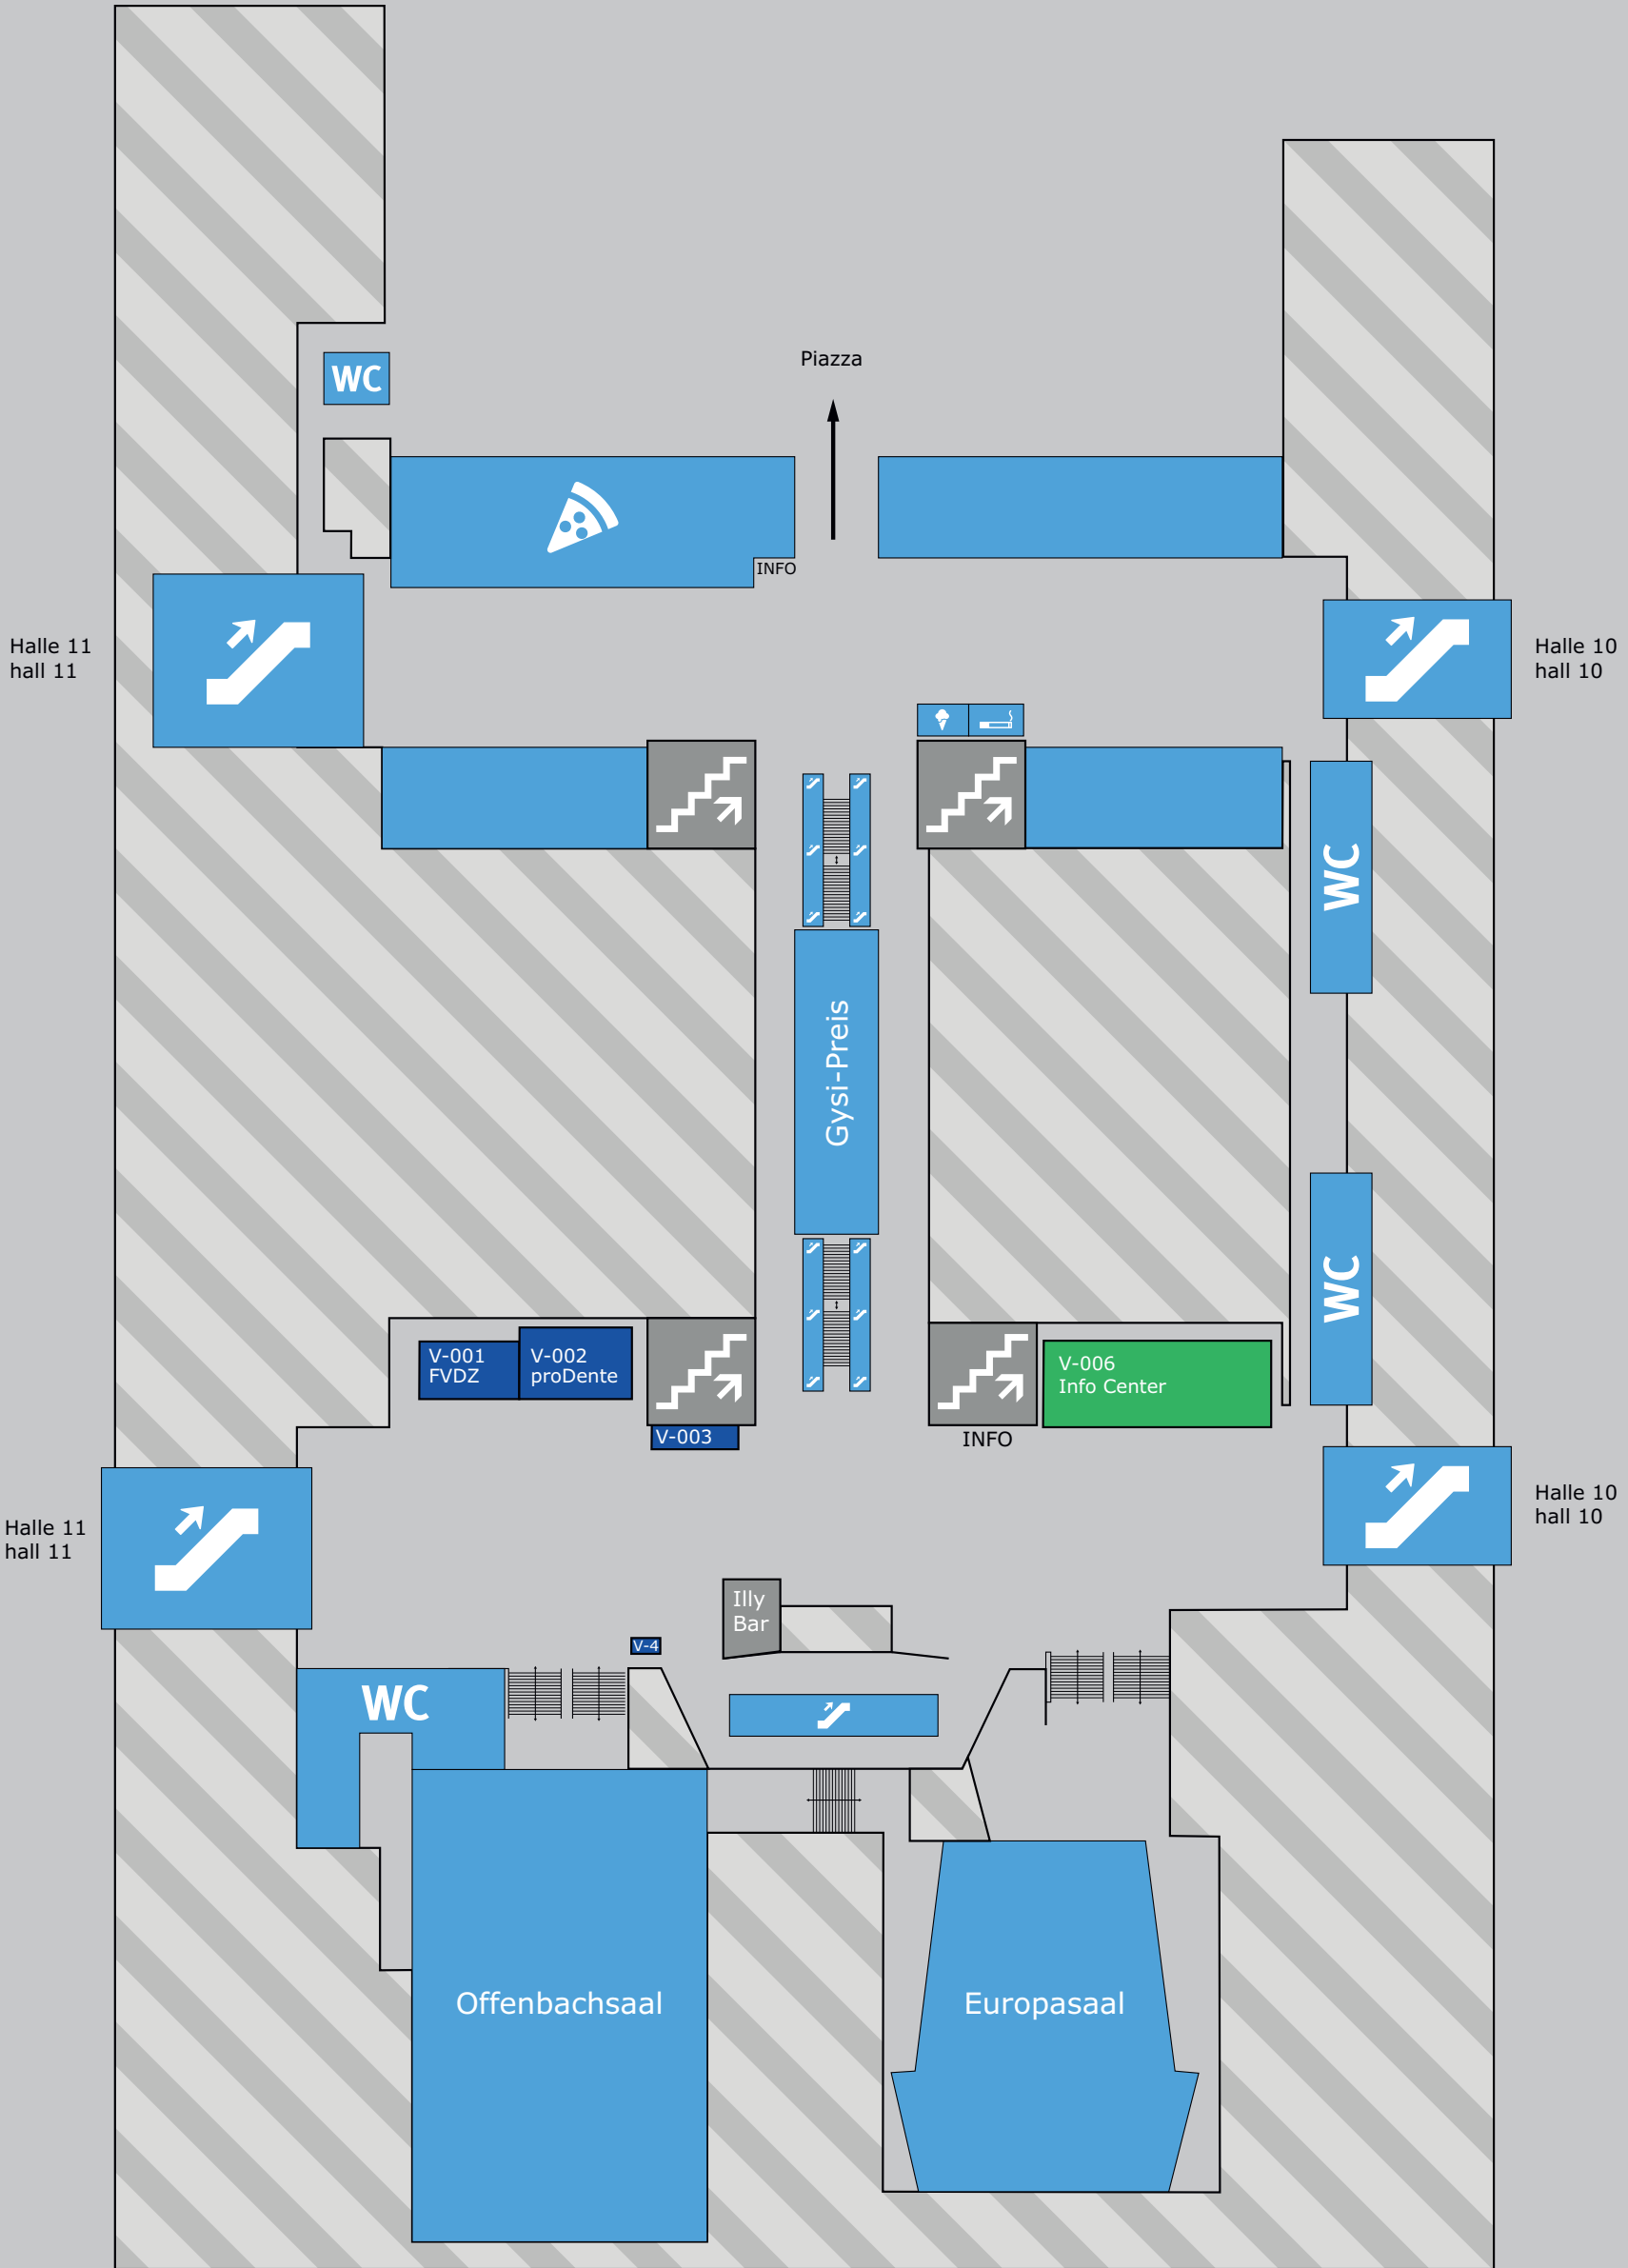 Piazza
WC
INFO
Halle 11
hall 11
Halle 10
hall 10
WC
Gysi-Preis
WC
V-001
FVDZ
V-002
proDente
V-003
V-006
Info Center
INFO
Halle 11
hall 11
Halle 10
hall 10
Illy
Bar
V-4
WC
Offenbachsaal
Europasaal